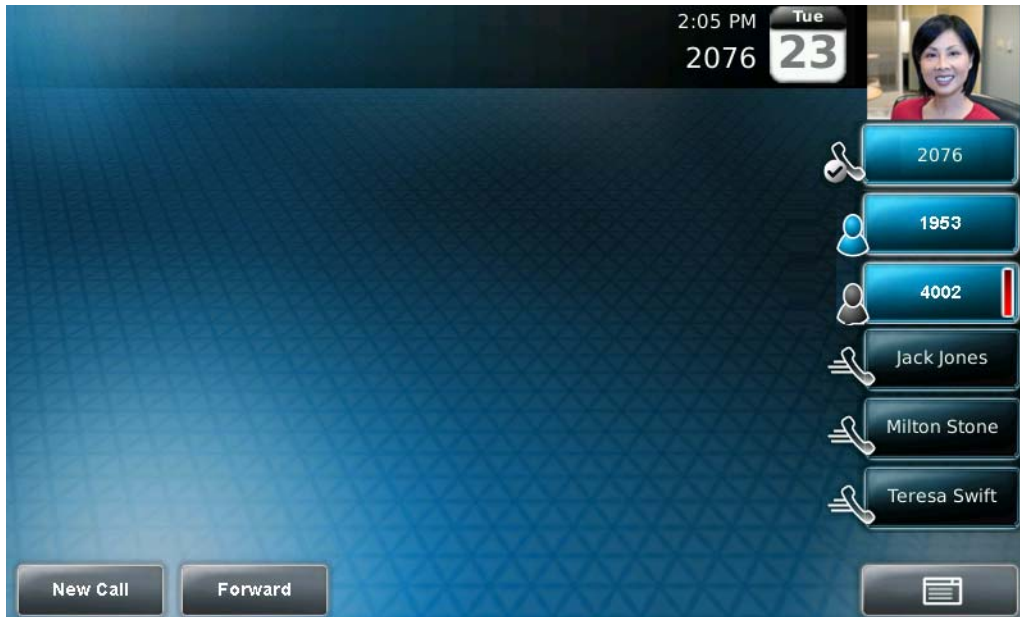 2:05 PM
Tue
2076
23
2076
1953
4002
Jack Jones
Milton Stone
Teresa Swift
New Call
Forward